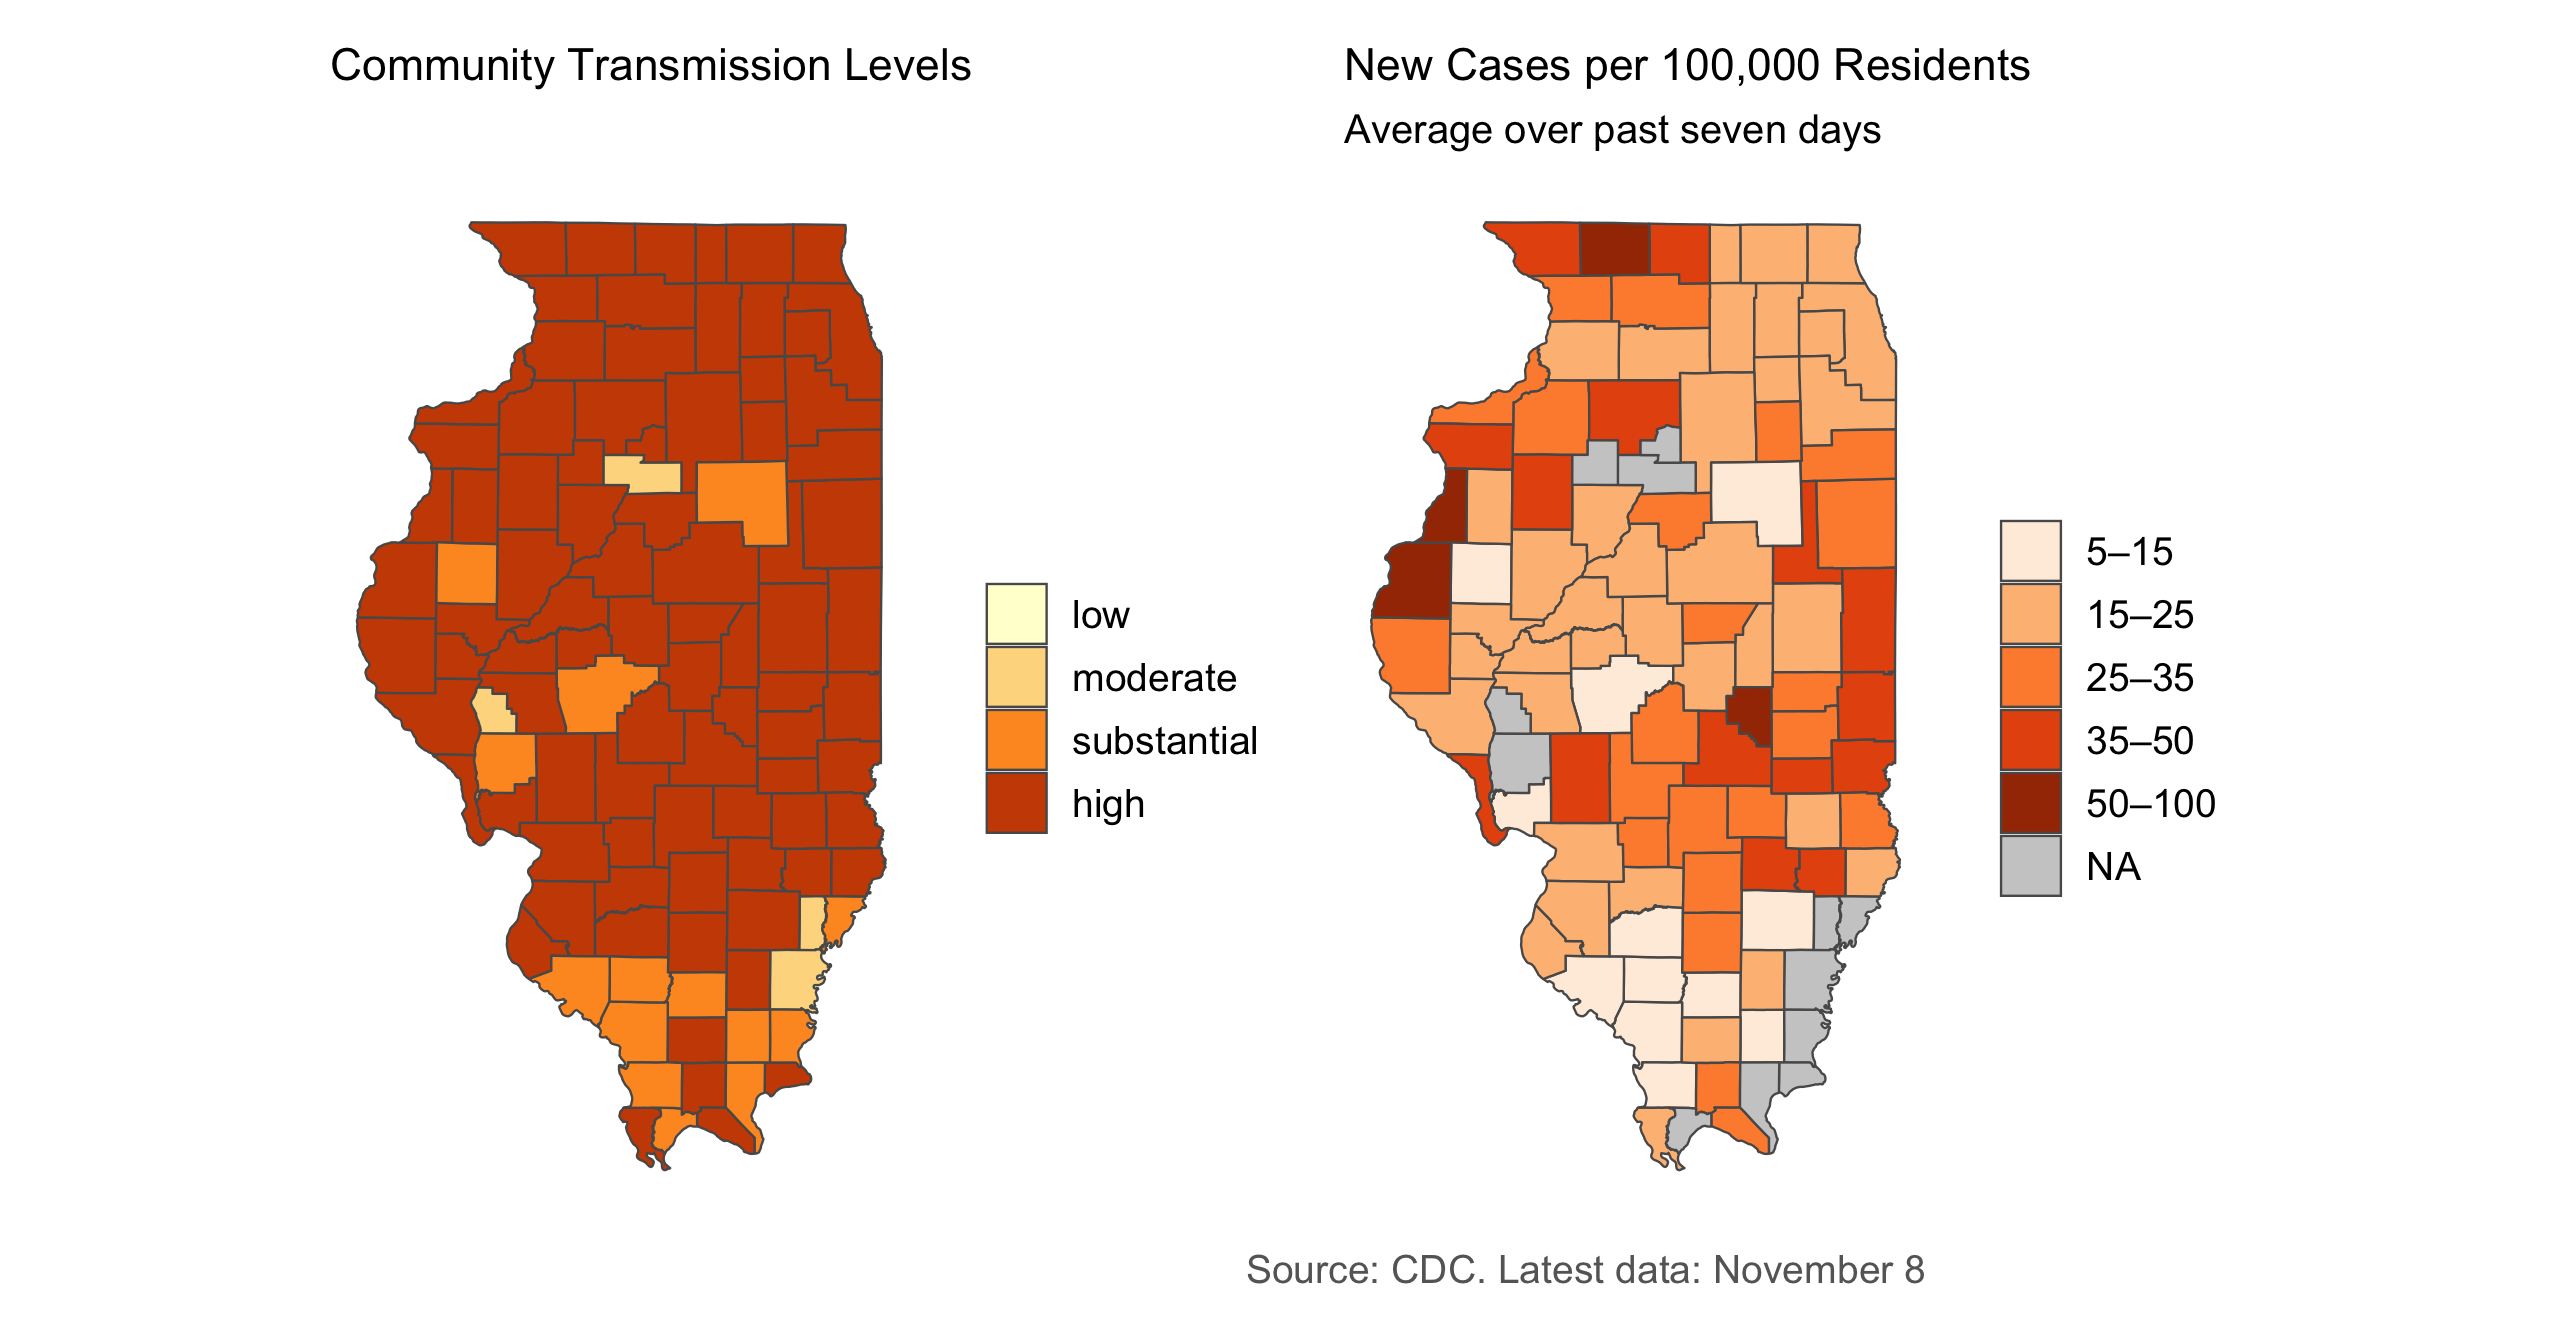 Community Transmission Levels
low
moderate
substantial
high
New Cases per 100,000 Residents
Average over past seven days
5–15
15–25
25–35
35–50
50–100
NA
Source: CDC. Latest data: November 8